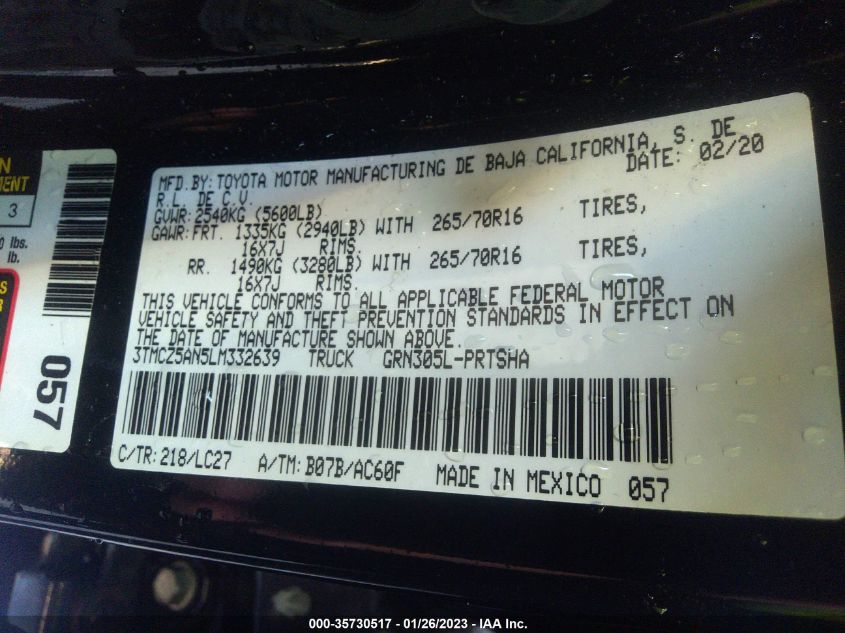 N
MENT
3
0 lbs.
lb.
S
R
057
MFD.BY:TOYOTA MOTOR MANUFACTURING DE BAJA CALIFORNIA, S. DE
R.L. DE C.V. DATE: 02/20
GVWR:2540KG (5600LB)
GAWR:FRT. 1335KG (2940LB) WITH 265/70R16 TIRES,
16X7J RIMS.
RR. 1490KG (3280LB) WITH 265/70R16 TIRES,
16X7J RIMS.
THIS VEHICLE CONFORMS TO ALL APPLICABLE FEDERAL MOTOR
VEHICLE SAFETY AND THEFT PREVENTION STANDARDS IN EFFECT ON
THE DATE OF MANUFACTURE SHOWN ABOVE.
3TMCZ5AN5LM332639 TRUCK GRN305L-PRTSHA
C/TR:218/LC27 A/TM:B07B/AC60F MADE IN MEXICO 057
000-35730517 - 01/26/2023 - IAA Inc.